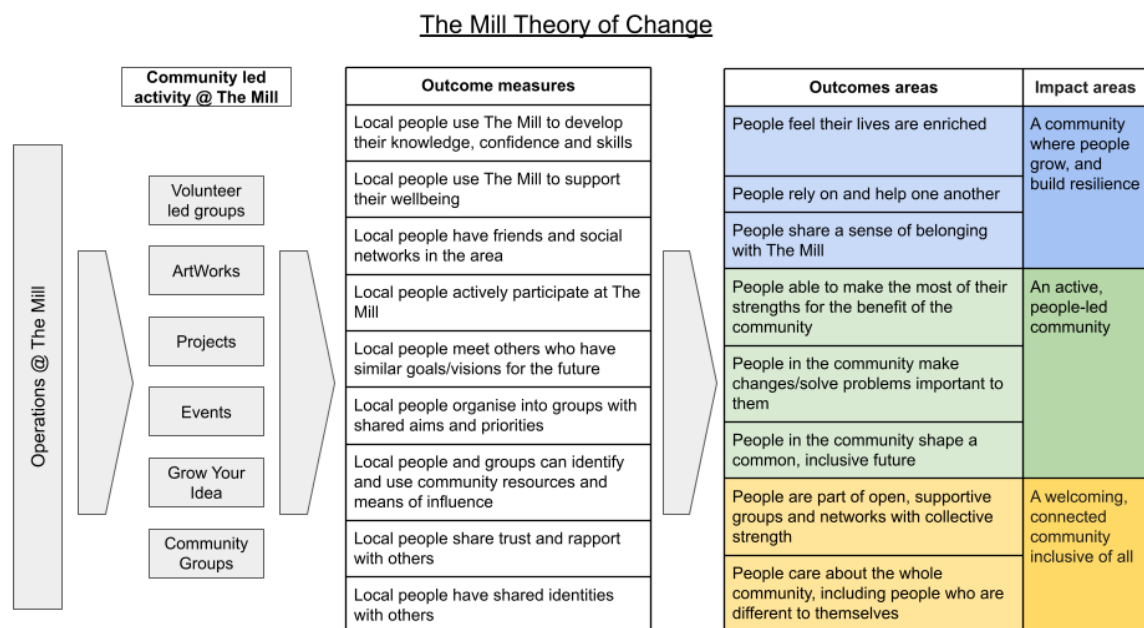 The Mill Theory of Change
Community led
activity @ The Mill
Operations @ The Mill
Volunteer
led groups
ArtWorks
Projects
Events
Grow Your
Idea
Community
Groups
Outcome measures
Local people use The Mill to develop
their knowledge, confidence and skills
Local people use The Mill to support
their wellbeing
Local people have friends and social
networks in the area
Local people actively participate at The
Mill
Local people meet others who have
similar goals/visions for the future
Local people organise into groups with
shared aims and priorities
Local people and groups can identify
and use community resources and
means of influence
Local people share trust and rapport
with others
Local people have shared identities
with others
Outcomes areas
Impact areas
People feel their lives are enriched
People rely on and help one another
People share a sense of belonging
with The Mill
A community
where people
grow, and
build resilience
People able to make the most of their
strengths for the benefit of the
community
People in the community make
changes/solve problems important to
them
People in the community shape a
common, inclusive future
An active,
people-led
community
People are part of open, supportive
groups and networks with collective
strength
People care about the whole
community, including people who are
different to themselves
A welcoming,
connected
community
inclusive of all